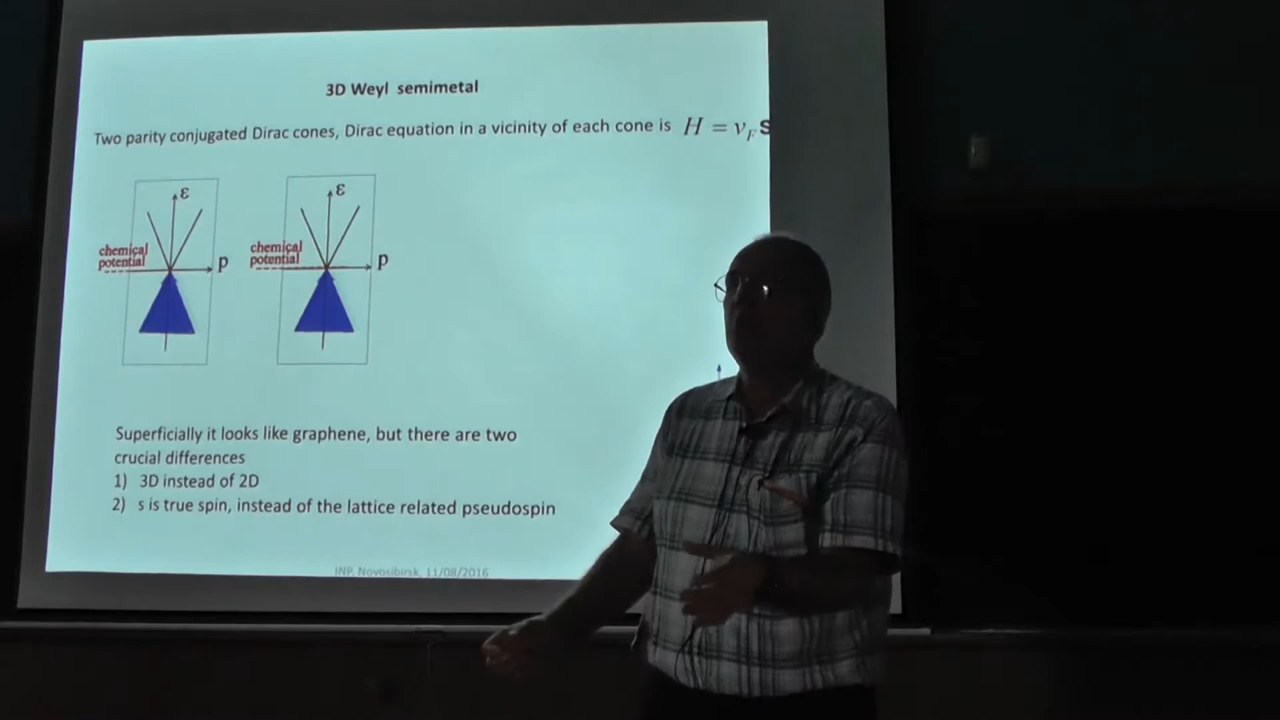 3D Weyl semimetal
Two parity conjugated Dirac cones, Dirac equation in a vicinity of each cone is H = v_F s
ε
ε
chemical
potential
p
chemical
potential
p
Superficially it looks like graphene, but there are two
crucial differences
1) 3D instead of 2D
2) s is true spin, instead of the lattice related pseudospin
INP, Novosibirsk, 11/08/2016